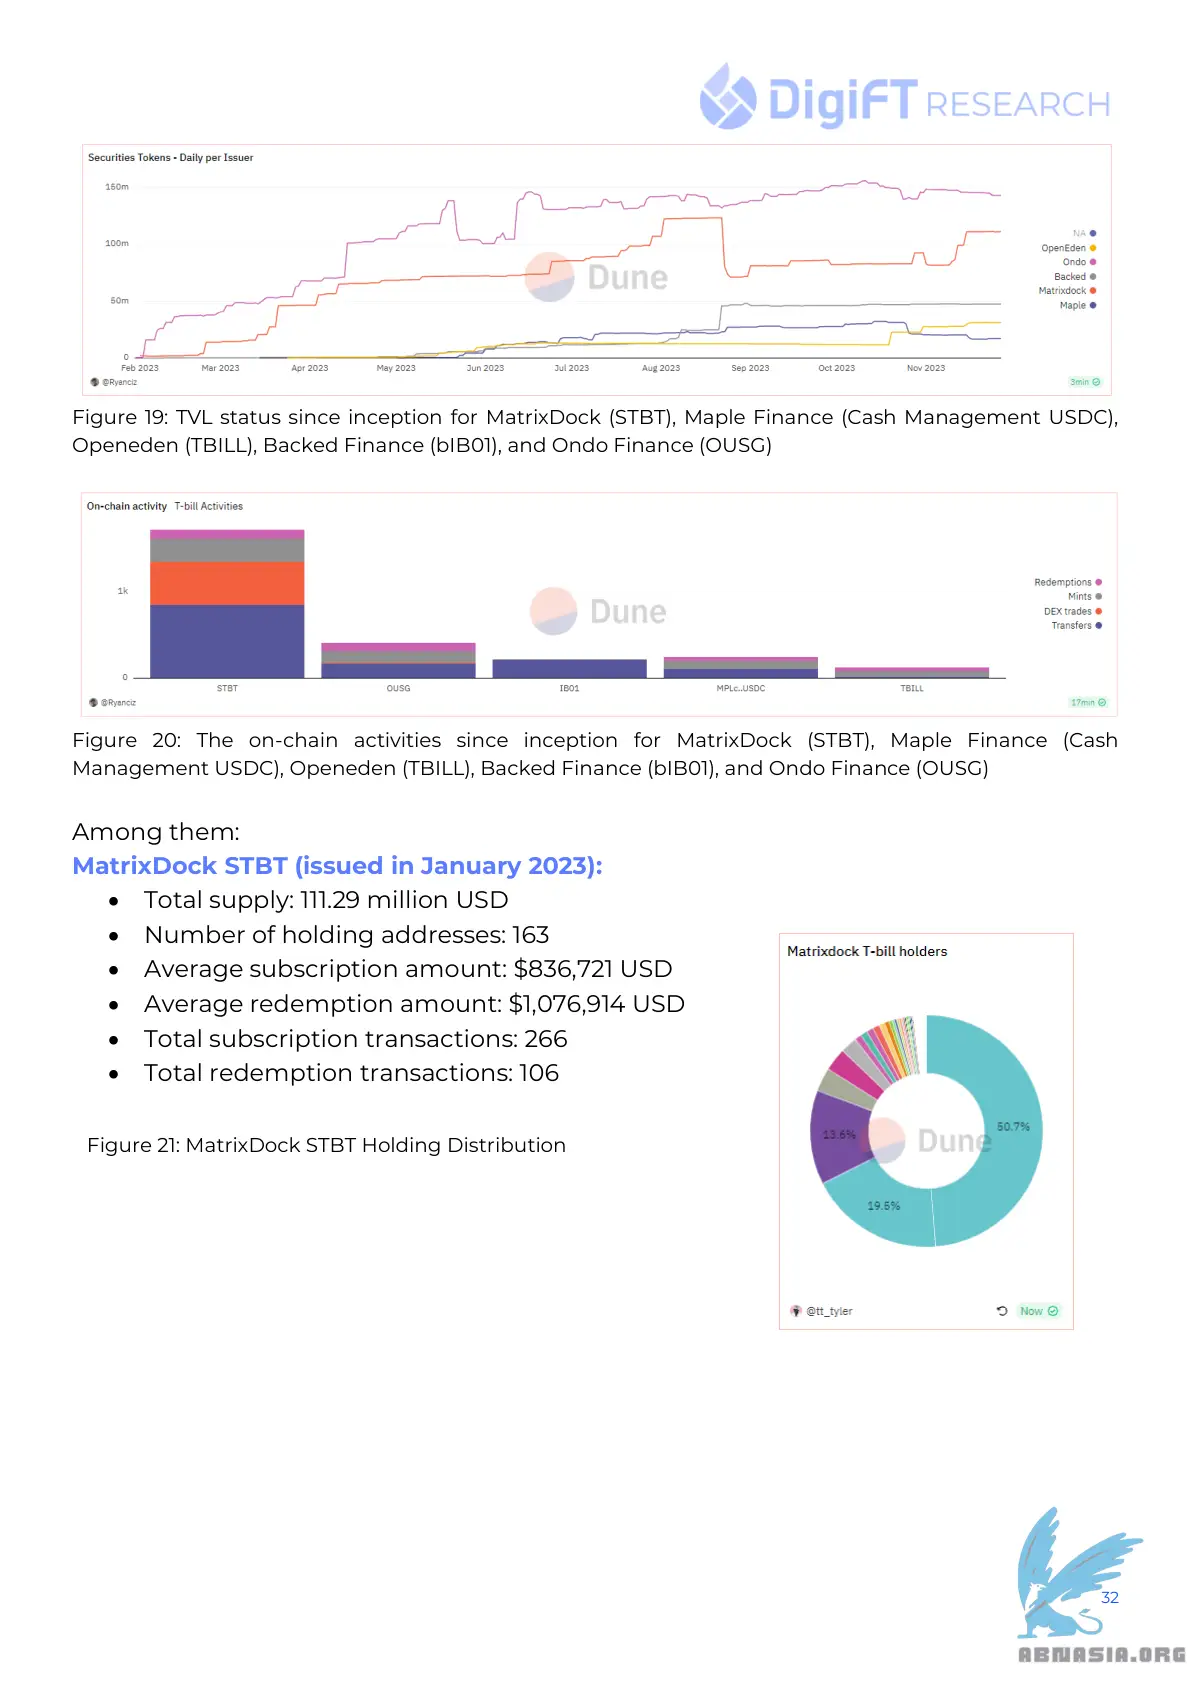 DigiFT RESEARCH
Securities Tokens - Daily per Issuer
150m
100m
50m
0
Feb 2023 Mar 2023 Apr 2023 May 2023 Jun 2023 Jul 2023 Aug 2023 Sep 2023 Oct 2023 Nov 2023
NA
OpenEden
Ondo
Backed
Matrixdock
Maple
Dune
@Ryanciz
3min
Figure 19: TVL status since inception for MatrixDock (STBT), Maple Finance (Cash Management USDC),
Openeden (TBILL), Backed Finance (bIB01), and Ondo Finance (OUSG)
On-chain activity T-bill Activities
1k
0
STBT OUSG IB01 MPLc..USDC TBILL
Redemptions
Mints
DEX trades
Transfers
Dune
@Ryanciz
17min
Figure 20: The on-chain activities since inception for MatrixDock (STBT), Maple Finance (Cash
Management USDC), Openeden (TBILL), Backed Finance (bIB01), and Ondo Finance (OUSG)
Among them:
MatrixDock STBT (issued in January 2023):
• Total supply: 111.29 million USD
• Number of holding addresses: 163
• Average subscription amount: $836,721 USD
• Average redemption amount: $1,076,914 USD
• Total subscription transactions: 266
• Total redemption transactions: 106
Figure 21: MatrixDock STBT Holding Distribution
Matrixdock T-bill holders
50.7%
13.6%
19.5%
Dune
@tt_tyler
Now
32
ABNASIA.ORG